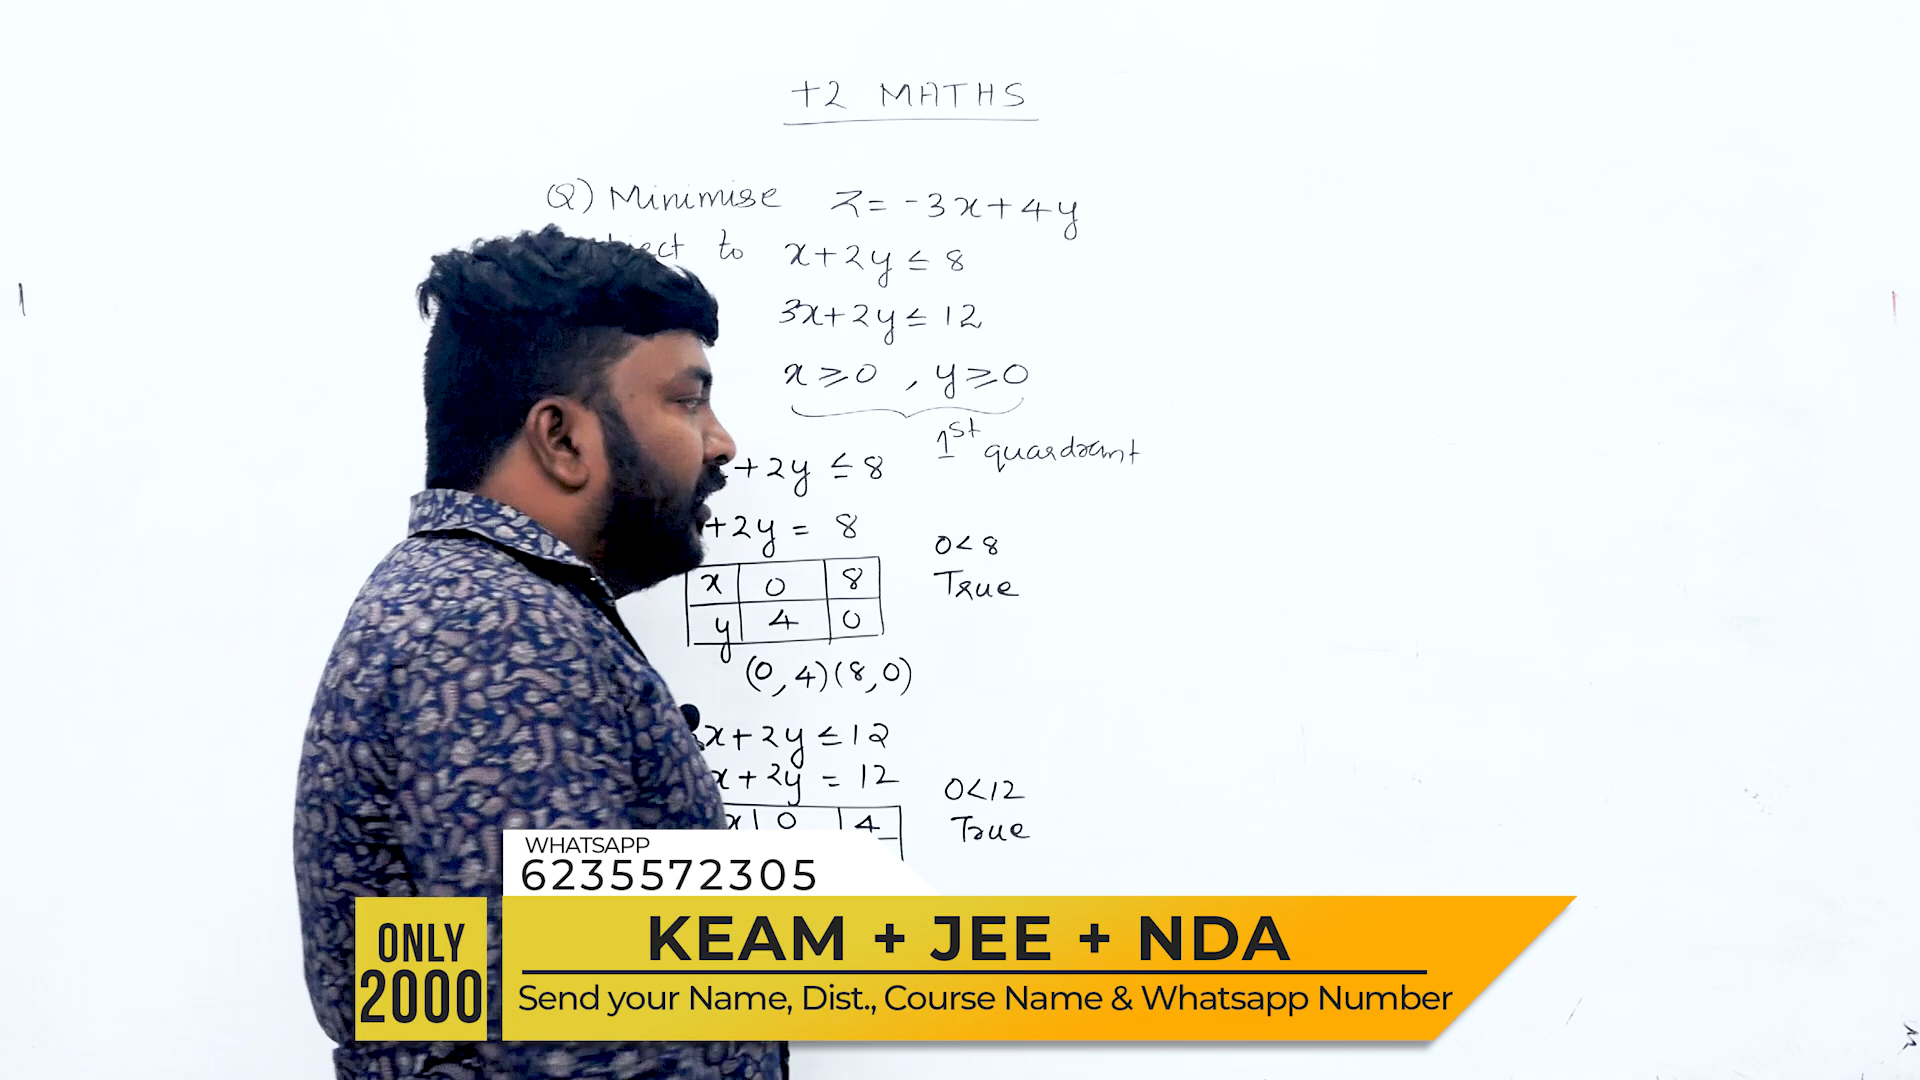 +2 MATHS
Q) Minimise Z = -3x+4y
to x+2y ≤ 8
3x+2y ≤ 12
x ≥ 0 , y ≥ 0
1st quardrant
+2y ≤ 8
+2y = 8
0<8
True
x 0 8
y 4 0
(0, 4) (8, 0)
x+2y ≤ 12
x+2y = 12
0<12
True
x 0 4
WHATSAPP
6235572305
ONLY
2000
KEAM + JEE + NDA
Send your Name, Dist., Course Name & Whatsapp Number